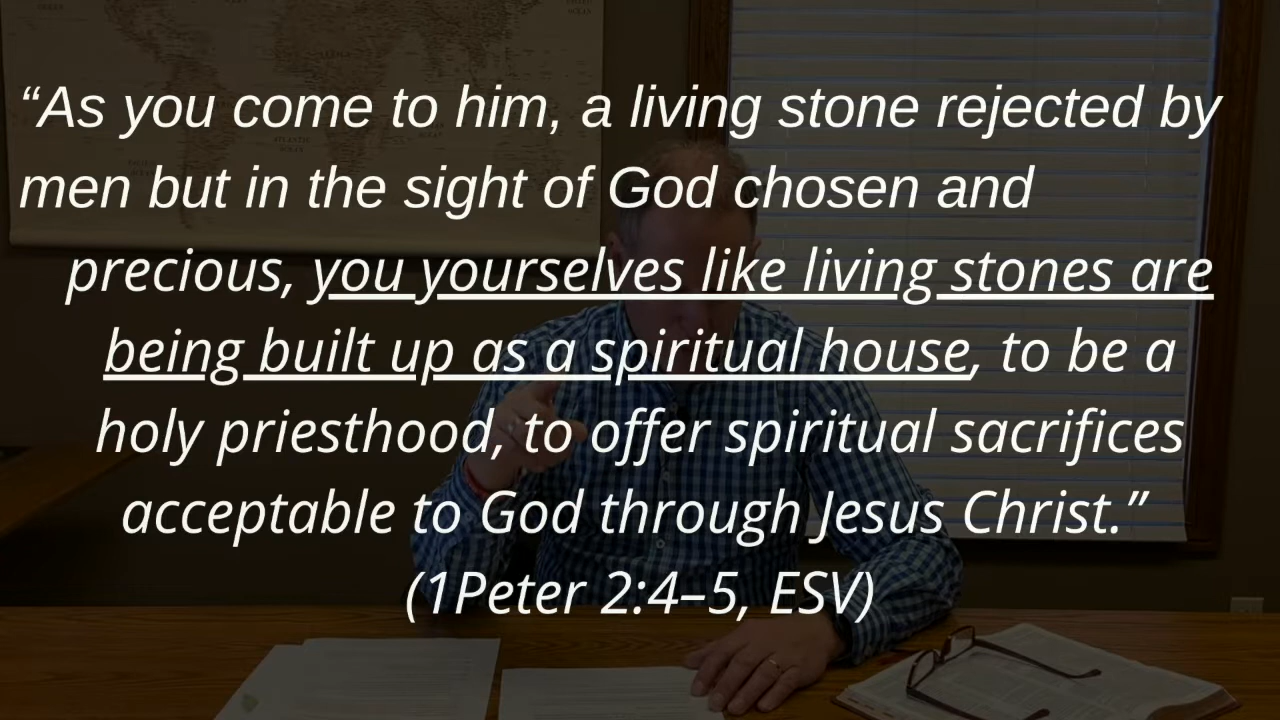 “As you come to him, a living stone rejected by
men but in the sight of God chosen and
precious, you yourselves like living stones are
being built up as a spiritual house, to be a
holy priesthood, to offer spiritual sacrifices
acceptable to God through Jesus Christ.”
(1Peter 2:4–5, ESV)